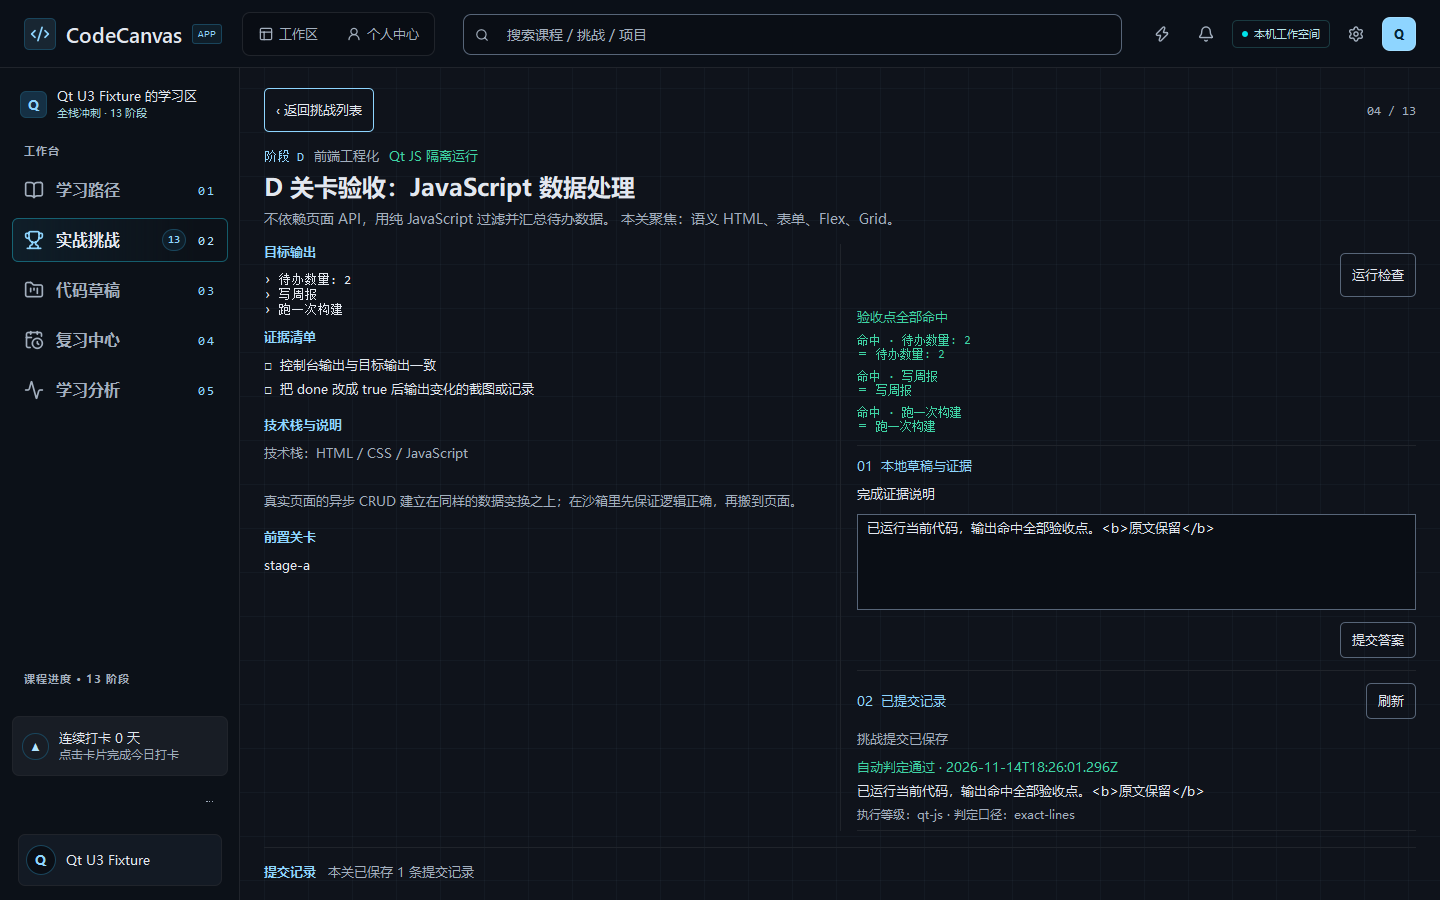 CodeCanvas APP
工作区
个人中心
搜索课程 / 挑战 / 项目
本机工作空间
Q
Q
Qt U3 Fixture 的学习区
全栈冲刺 · 13 阶段
工作台
学习路径 01
实战挑战 13 02
代码草稿 03
复习中心 04
学习分析 05
课程进度 • 13 阶段
连续打卡 0 天
点击卡片完成今日打卡
...
Q Qt U3 Fixture
‹ 返回挑战列表
04 / 13
阶段 D 前端工程化 Qt JS 隔离运行
D 关卡验收：JavaScript 数据处理
不依赖页面 API，用纯 JavaScript 过滤并汇总待办数据。 本关聚焦：语义 HTML、表单、Flex、Grid。
目标输出
› 待办数量: 2
› 写周报
› 跑一次构建
证据清单
控制台输出与目标输出一致
把 done 改成 true 后输出变化的截图或记录
技术栈与说明
技术栈：HTML / CSS / JavaScript
真实页面的异步 CRUD 建立在同样的数据变换之上；在沙箱里先保证逻辑正确，再搬到页面。
前置关卡
stage-a
运行检查
验收点全部命中
命中 · 待办数量: 2
= 待办数量: 2
命中 · 写周报
= 写周报
命中 · 跑一次构建
= 跑一次构建
01 本地草稿与证据
完成证据说明
已运行当前代码，输出命中全部验收点。<b>原文保留</b>
提交答案
02 已提交记录
刷新
挑战提交已保存
自动判定通过 · 2026-11-14T18:26:01.296Z
已运行当前代码，输出命中全部验收点。<b>原文保留</b>
执行等级：qt-js · 判定口径：exact-lines
提交记录 本关已保存 1 条提交记录